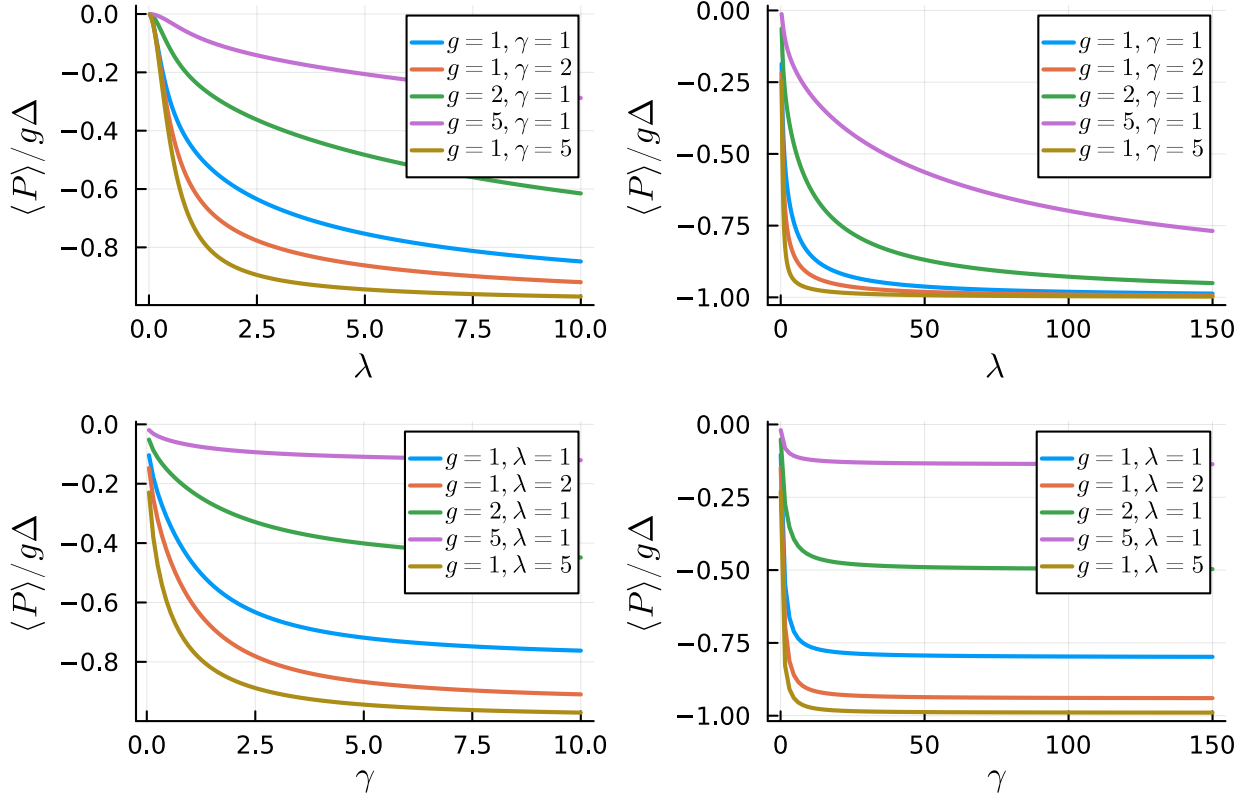 0.0
−0.2
−0.4
−0.6
−0.8
⟨P⟩/gΔ
g = 1, γ = 1
g = 1, γ = 2
g = 2, γ = 1
g = 5, γ = 1
g = 1, γ = 5
0.0 2.5 5.0 7.5 10.0
λ
0.00
−0.25
−0.50
−0.75
−1.00
⟨P⟩/gΔ
g = 1, γ = 1
g = 1, γ = 2
g = 2, γ = 1
g = 5, γ = 1
g = 1, γ = 5
0 50 100 150
λ
0.0
−0.2
−0.4
−0.6
−0.8
⟨P⟩/gΔ
g = 1, λ = 1
g = 1, λ = 2
g = 2, λ = 1
g = 5, λ = 1
g = 1, λ = 5
0.0 2.5 5.0 7.5 10.0
γ
0.00
−0.25
−0.50
−0.75
−1.00
⟨P⟩/gΔ
g = 1, λ = 1
g = 1, λ = 2
g = 2, λ = 1
g = 5, λ = 1
g = 1, λ = 5
0 50 100 150
γ